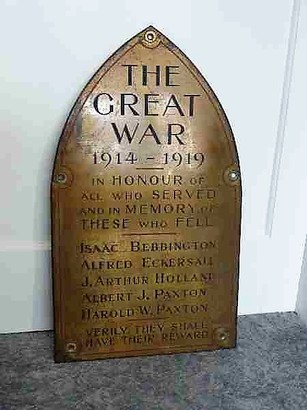 THE
GREAT
WAR
1914 - 1919
IN HONOUR OF
ALL WHO SERVED
AND IN MEMORY OF
THESE WHO FELL
ISAAC BEBBINGTON
ALFRED ECKERSALL
J. ARTHUR HOLLAND
ALBERT J. PAXTON
HAROLD W. PAXTON
VERILY THEY SHALL
HAVE THEIR REWARD